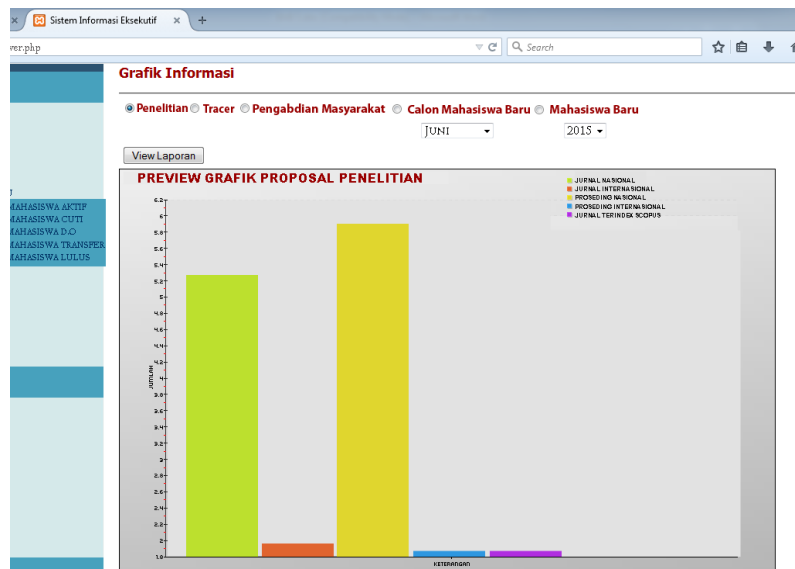 Sistem Informasi Eksekutif × +
ver.php
Search
Grafik Informasi
Penelitian Tracer Pengabdian Masyarakat Calon Mahasiswa Baru Mahasiswa Baru
JUNI 2015
View Laporan
MAHASISWA AKTIF
MAHASISWA CUTI
MAHASISWA D.O
MAHASISWA TRANSFER
MAHASISWA LULUS
PREVIEW GRAFIK PROPOSAL PENELITIAN
JURNAL NASIONAL
JURNAL INTERNASIONAL
PROSEDING NASIONAL
PROSEDING INTERNASIONAL
JURNAL TERINDEX SCOPUS
6.2
6
5.8
5.6
5.4
5.2
5
4.8
4.6
4.4
4.2
4
3.8
3.6
3.4
3.2
3
2.8
2.6
2.4
2.2
2
1.8
JUMLAH
KETERANGAN